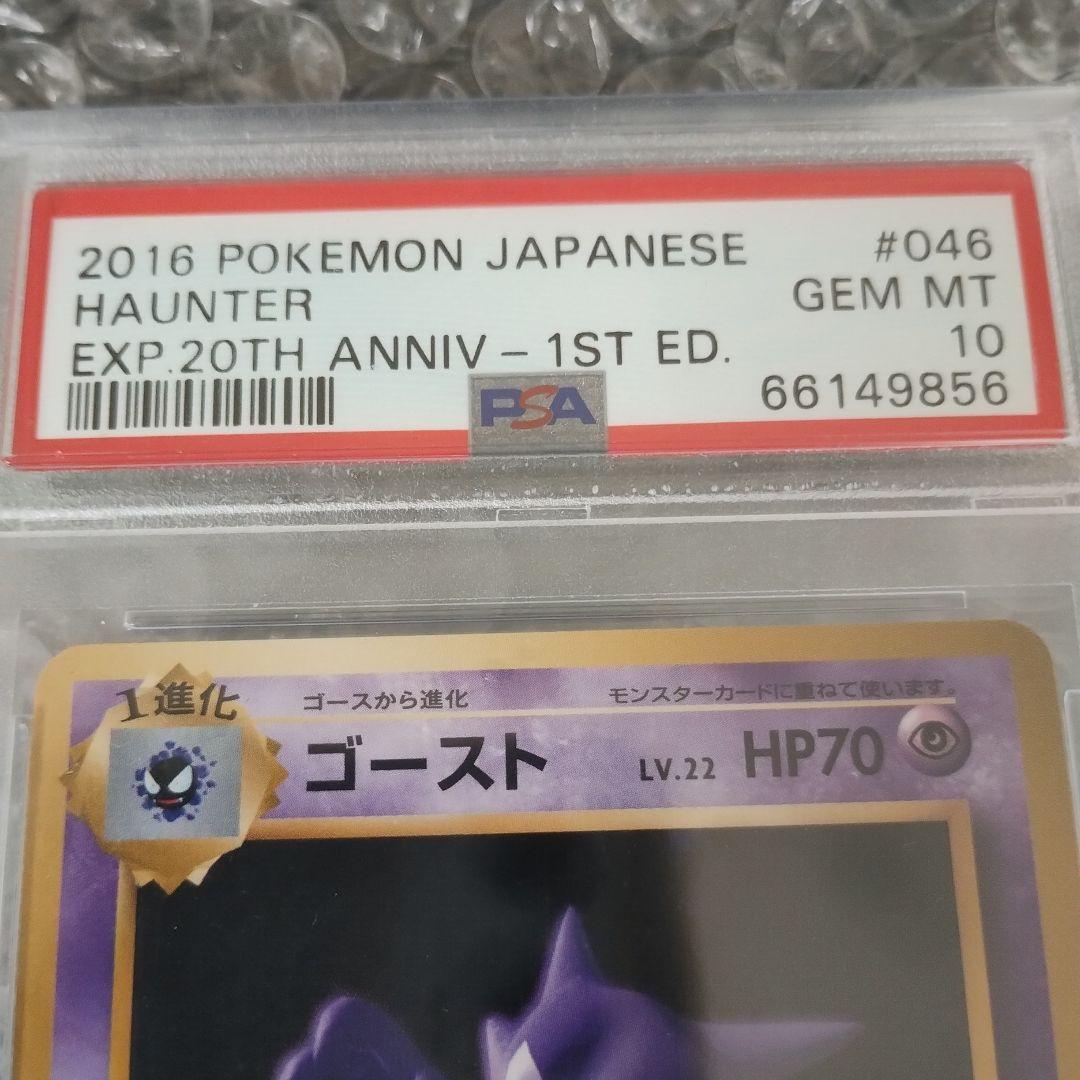 2016 POKEMON JAPANESE #046
HAUNTER GEM MT
EXP.20TH ANNIV – 1ST ED. 10
PSA 66149856
1進化 ゴースから進化 モンスターカードに重ねて使います。
ゴースト LV.22 HP70